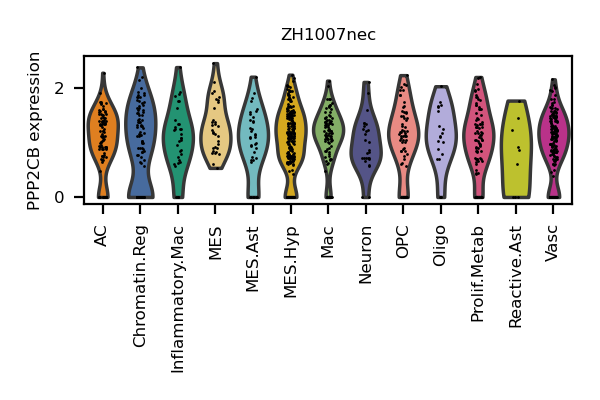 ZH1007nec
PPP2CB expression
2
0
AC
Chromatin.Reg
Inflammatory.Mac
MES
MES.Ast
MES.Hyp
Mac
Neuron
OPC
Oligo
Prolif.Metab
Reactive.Ast
Vasc